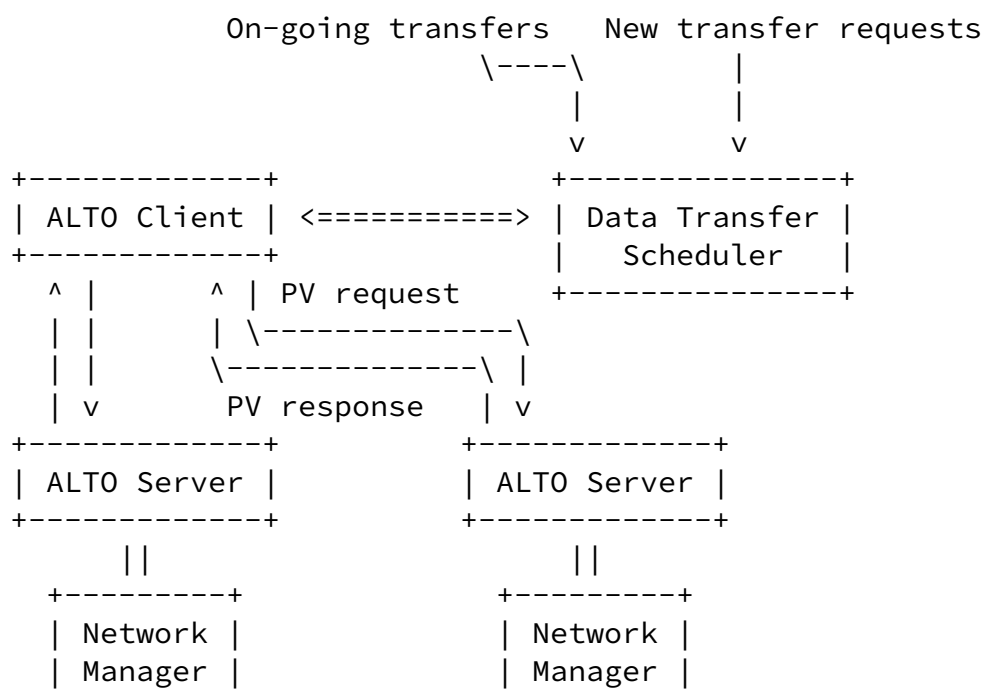 On-going transfers   New transfer requests
ALTO Client   Data Transfer
Scheduler
PV request
PV response
ALTO Server   ALTO Server
Network   Network
Manager   Manager